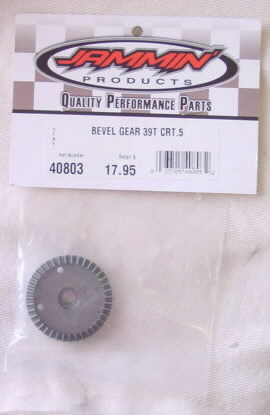 JAMMIN'
PRODUCTS
QUALITY PERFORMANCE PARTS
BEVEL GEAR 39T CRT.5
Part Number
Retail $
40803
17.95